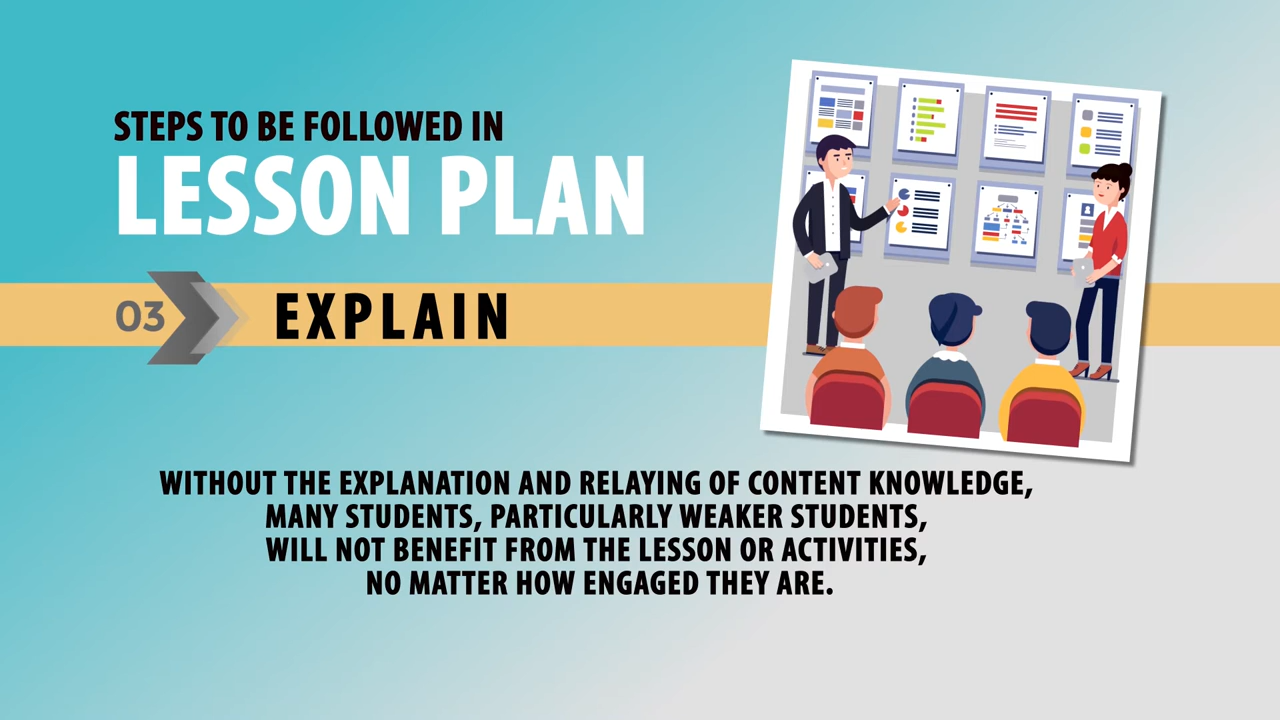 STEPS TO BE FOLLOWED IN
LESSON PLAN
03
EXPLAIN
WITHOUT THE EXPLANATION AND RELAYING OF CONTENT KNOWLEDGE,
MANY STUDENTS, PARTICULARLY WEAKER STUDENTS,
WILL NOT BENEFIT FROM THE LESSON OR ACTIVITIES,
NO MATTER HOW ENGAGED THEY ARE.